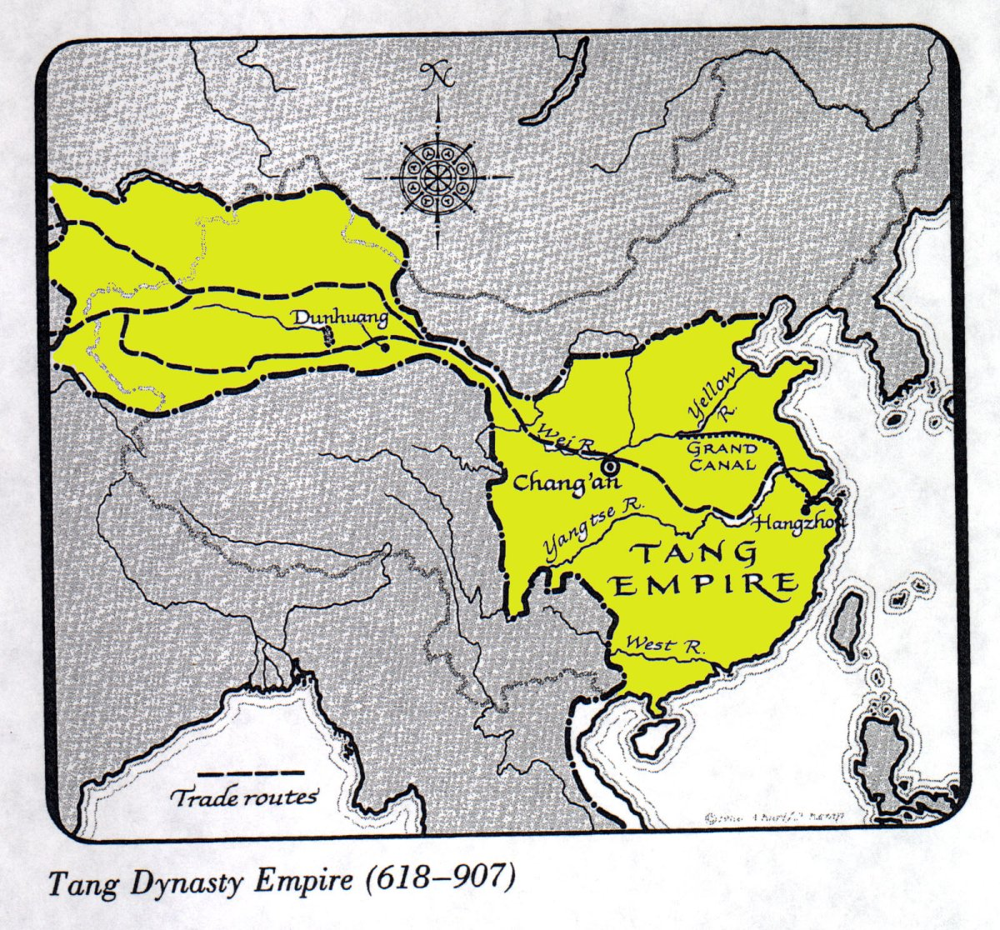 N
Dunhuang
Yellow
R.
Wei R.
GRAND
CANAL
Chang'an
Yangtse R.
Hangzhou
TANG
EMPIRE
West R.
Trade routes
Tang Dynasty Empire (618–907)